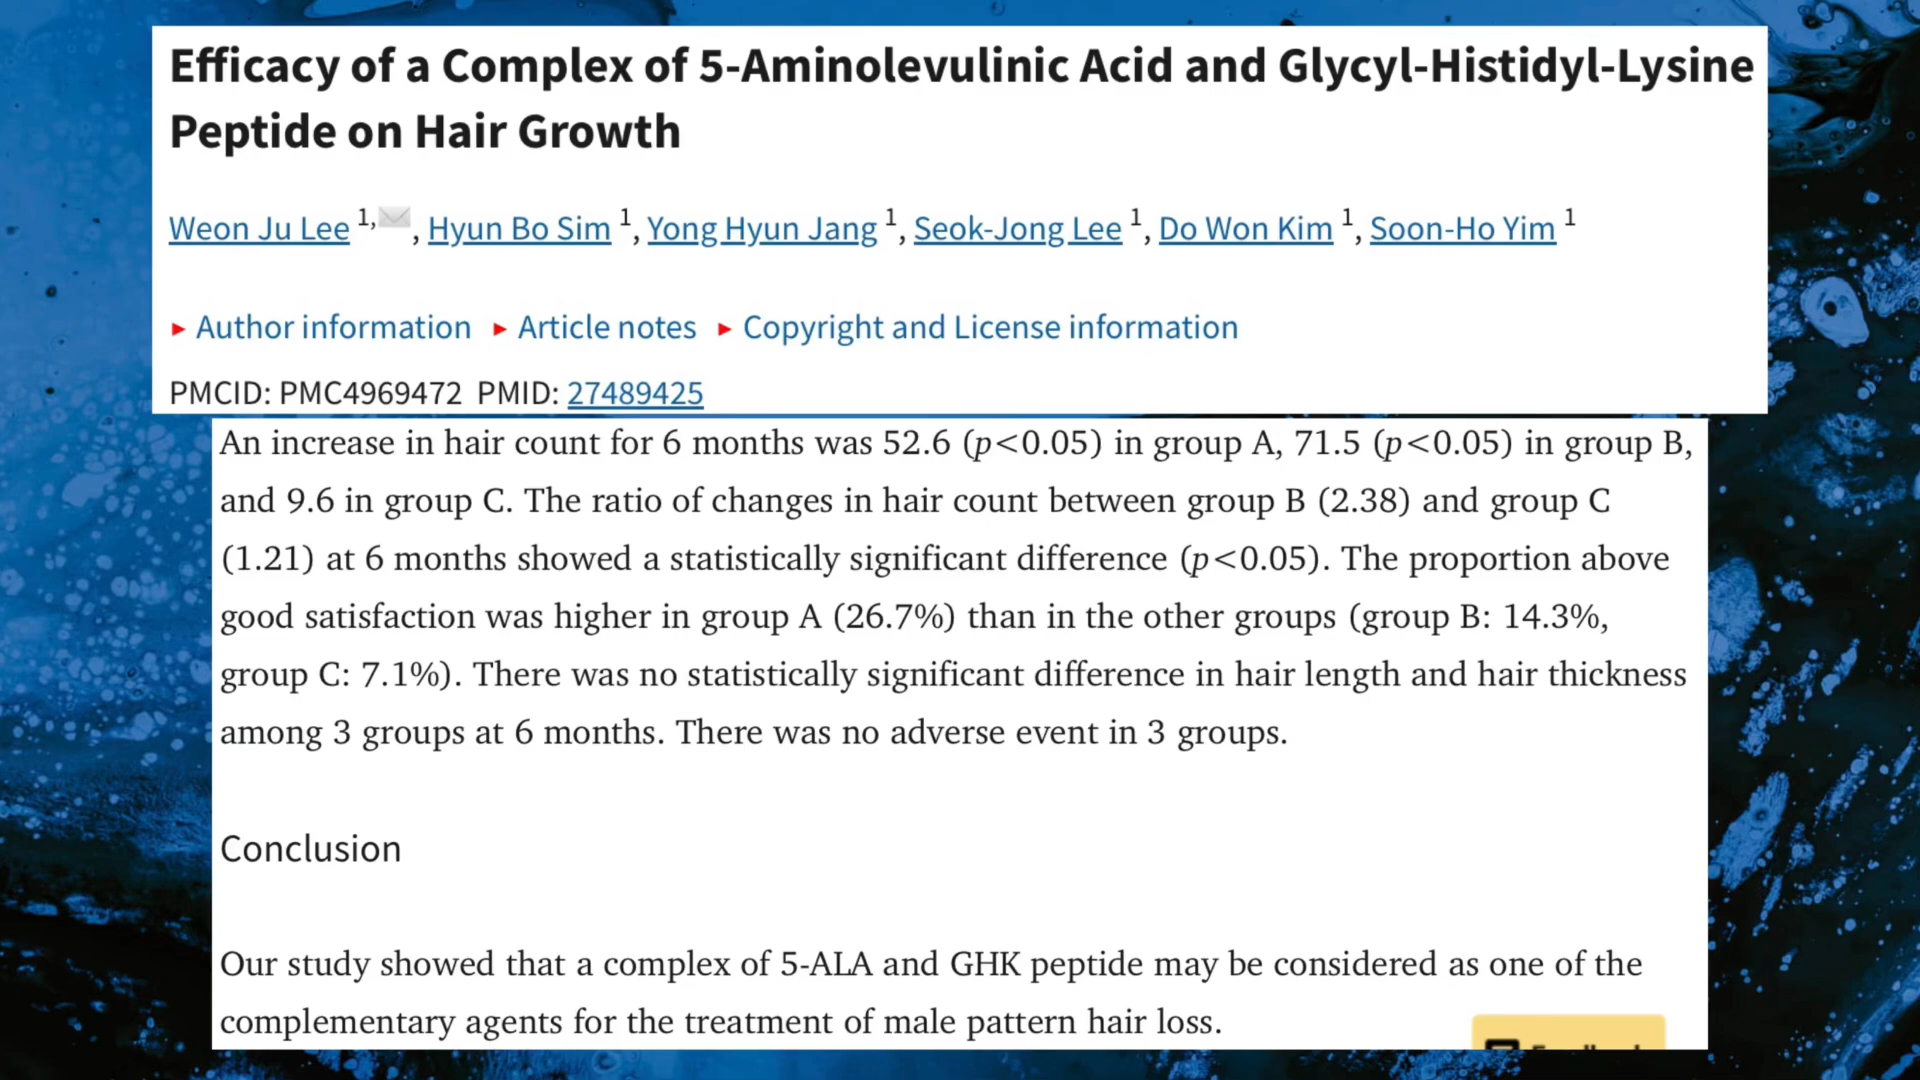 Efficacy of a Complex of 5-Aminolevulinic Acid and Glycyl-Histidyl-Lysine
Peptide on Hair Growth
Weon Ju Lee 1, , Hyun Bo Sim 1, Yong Hyun Jang 1, Seok-Jong Lee 1, Do Won Kim 1, Soon-Ho Yim 1
▸ Author information ▸ Article notes ▸ Copyright and License information
PMCID: PMC4969472 PMID: 27489425
An increase in hair count for 6 months was 52.6 (p<0.05) in group A, 71.5 (p<0.05) in group B,
and 9.6 in group C. The ratio of changes in hair count between group B (2.38) and group C
(1.21) at 6 months showed a statistically significant difference (p<0.05). The proportion above
good satisfaction was higher in group A (26.7%) than in the other groups (group B: 14.3%,
group C: 7.1%). There was no statistically significant difference in hair length and hair thickness
among 3 groups at 6 months. There was no adverse event in 3 groups.
Conclusion
Our study showed that a complex of 5-ALA and GHK peptide may be considered as one of the
complementary agents for the treatment of male pattern hair loss.